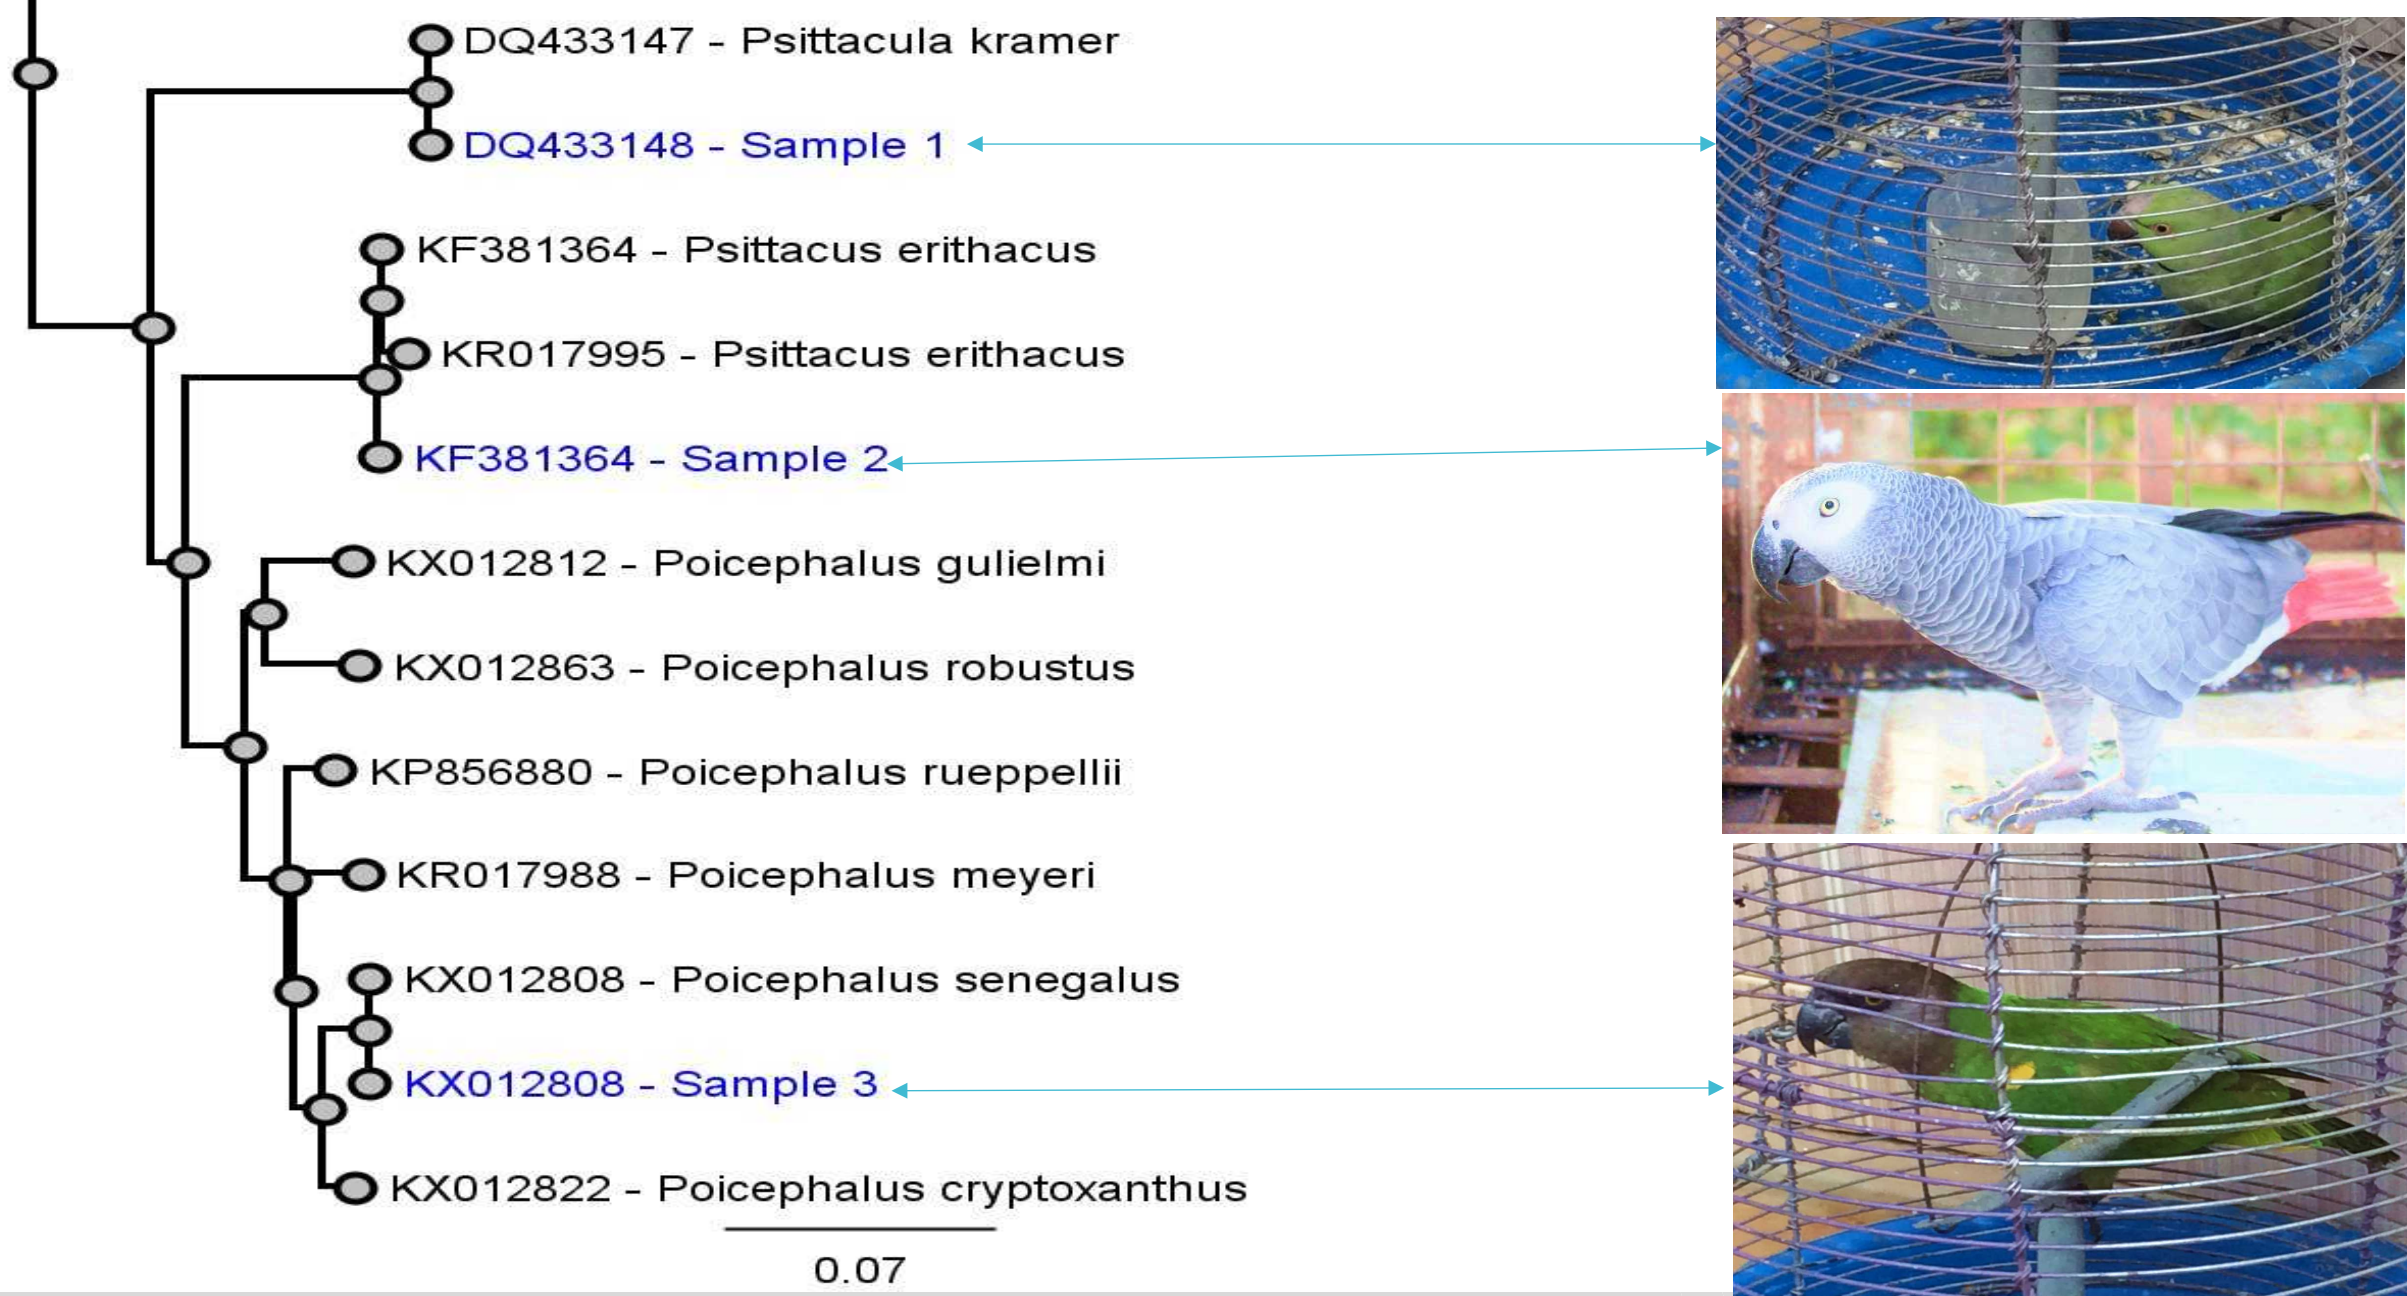 DQ433147 - Psittacula kramer
DQ433148 - Sample 1
KF381364 - Psittacus erithacus
KR017995 - Psittacus erithacus
KF381364 - Sample 2
KX012812 - Poicephalus gulielmi
KX012863 - Poicephalus robustus
KP856880 - Poicephalus rueppellii
KR017988 - Poicephalus meyeri
KX012808 - Poicephalus senegalus
KX012808 - Sample 3
KX012822 - Poicephalus cryptoxanthus
0.07